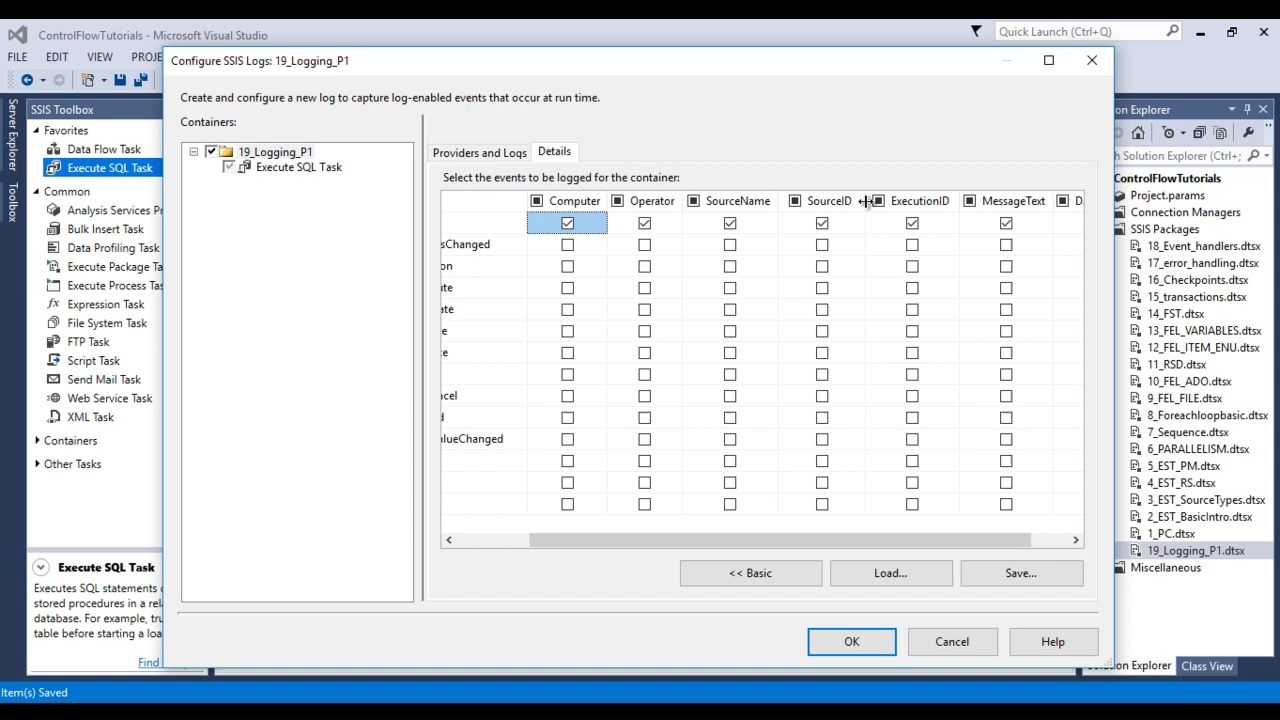 ControlFlowTutorials - Microsoft Visual Studio
Quick Launch (Ctrl+Q)
FILE EDIT VIEW PROJE
Configure SSIS Logs: 19_Logging_P1
Create and configure a new log to capture log-enabled events that occur at run time.
Containers:
19_Logging_P1
Execute SQL Task
Providers and Logs
Details
Select the events to be logged for the container:
Computer Operator SourceName SourceID ExecutionID MessageText D
sChanged
on
ate
ate
e
te
ncel
d
lueChanged
<< Basic
Load...
Save...
OK
Cancel
Help
Server Explorer
Toolbox
SSIS Toolbox
Favorites
Data Flow Task
Execute SQL Task
Common
Analysis Services Pr
Bulk Insert Task
Data Profiling Task
Execute Package Ta
Execute Process Tas
Expression Task
File System Task
FTP Task
Script Task
Send Mail Task
Web Service Task
XML Task
Containers
Other Tasks
Execute SQL Task
Executes SQL statements o
stored procedures in a rela
database. For example, tru
table before starting a loa
Find
on Explorer
h Solution Explorer (Ctrl+;
ControlFlowTutorials
Project.params
Connection Managers
SSIS Packages
18_Event_handlers.dtsx
17_error_handling.dtsx
16_Checkpoints.dtsx
15_transactions.dtsx
14_FST.dtsx
13_FEL_VARIABLES.dtsx
12_FEL_ITEM_ENU.dtsx
11_RSD.dtsx
10_FEL_ADO.dtsx
9_FEL_FILE.dtsx
8_Foreachloopbasic.dtsx
7_Sequence.dtsx
6_PARALLELISM.dtsx
5_EST_PM.dtsx
4_EST_RS.dtsx
3_EST_SourceTypes.dtsx
2_EST_BasicIntro.dtsx
1_PC.dtsx
19_Logging_P1.dtsx
Miscellaneous
Solution Explorer
Class View
Item(s) Saved